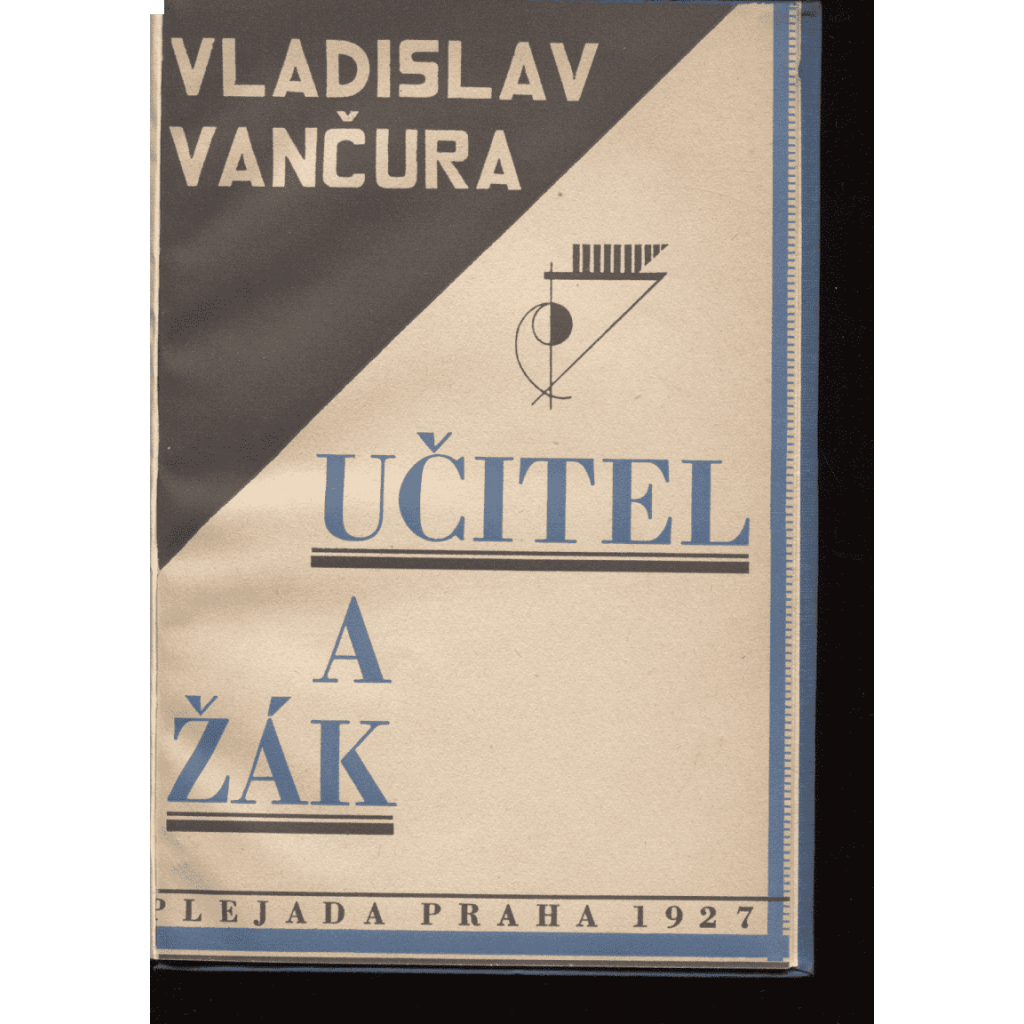 VLADISLAV
VANČURA
UČITEL
A
ŽÁK
PLEJADA PRAHA 1927